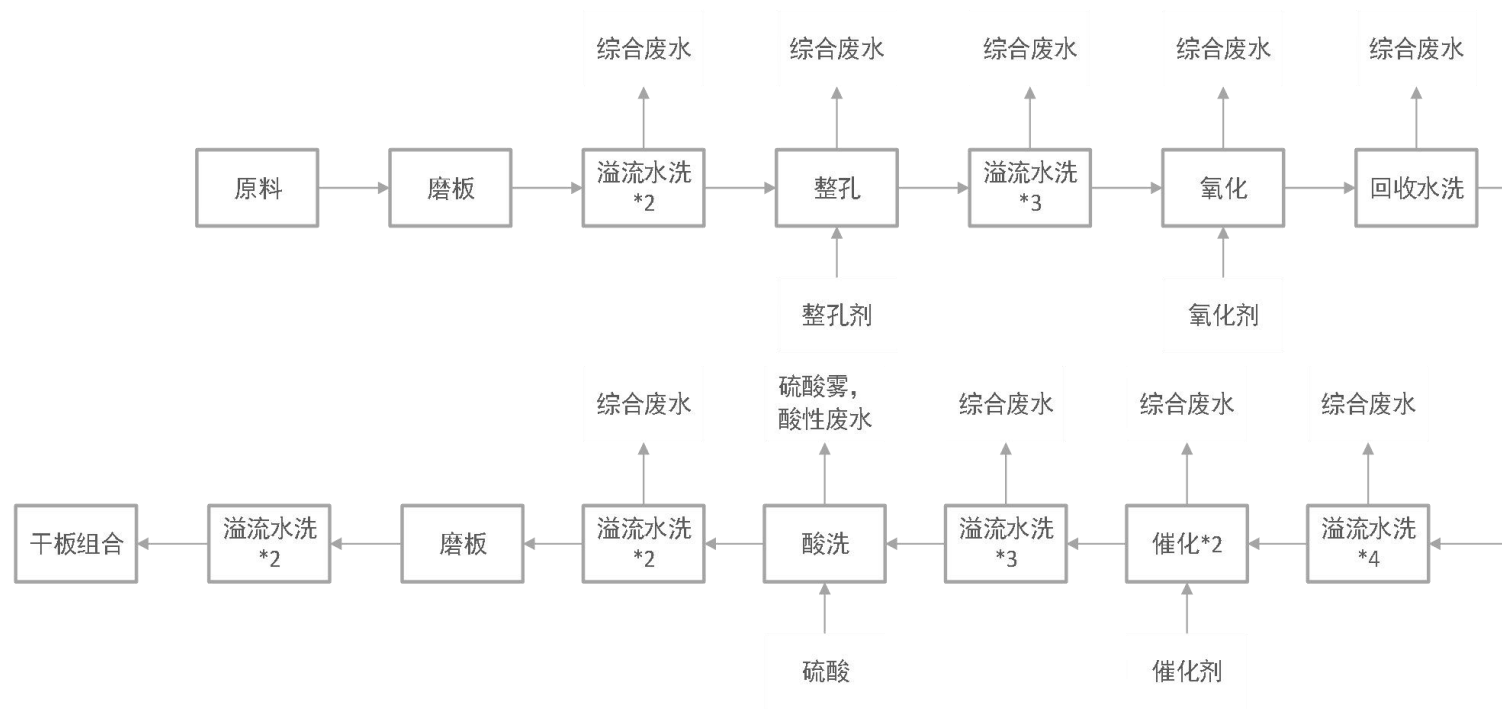 综合废水
综合废水
综合废水
综合废水
综合废水
原料
磨板
溢流水洗
*2
整孔
溢流水洗
*3
氧化
回收水洗
整孔剂
氧化剂
综合废水
硫酸雾，
酸性废水
综合废水
综合废水
综合废水
干板组合
溢流水洗
*2
磨板
溢流水洗
*2
酸洗
溢流水洗
*3
催化*2
溢流水洗
*4
硫酸
催化剂